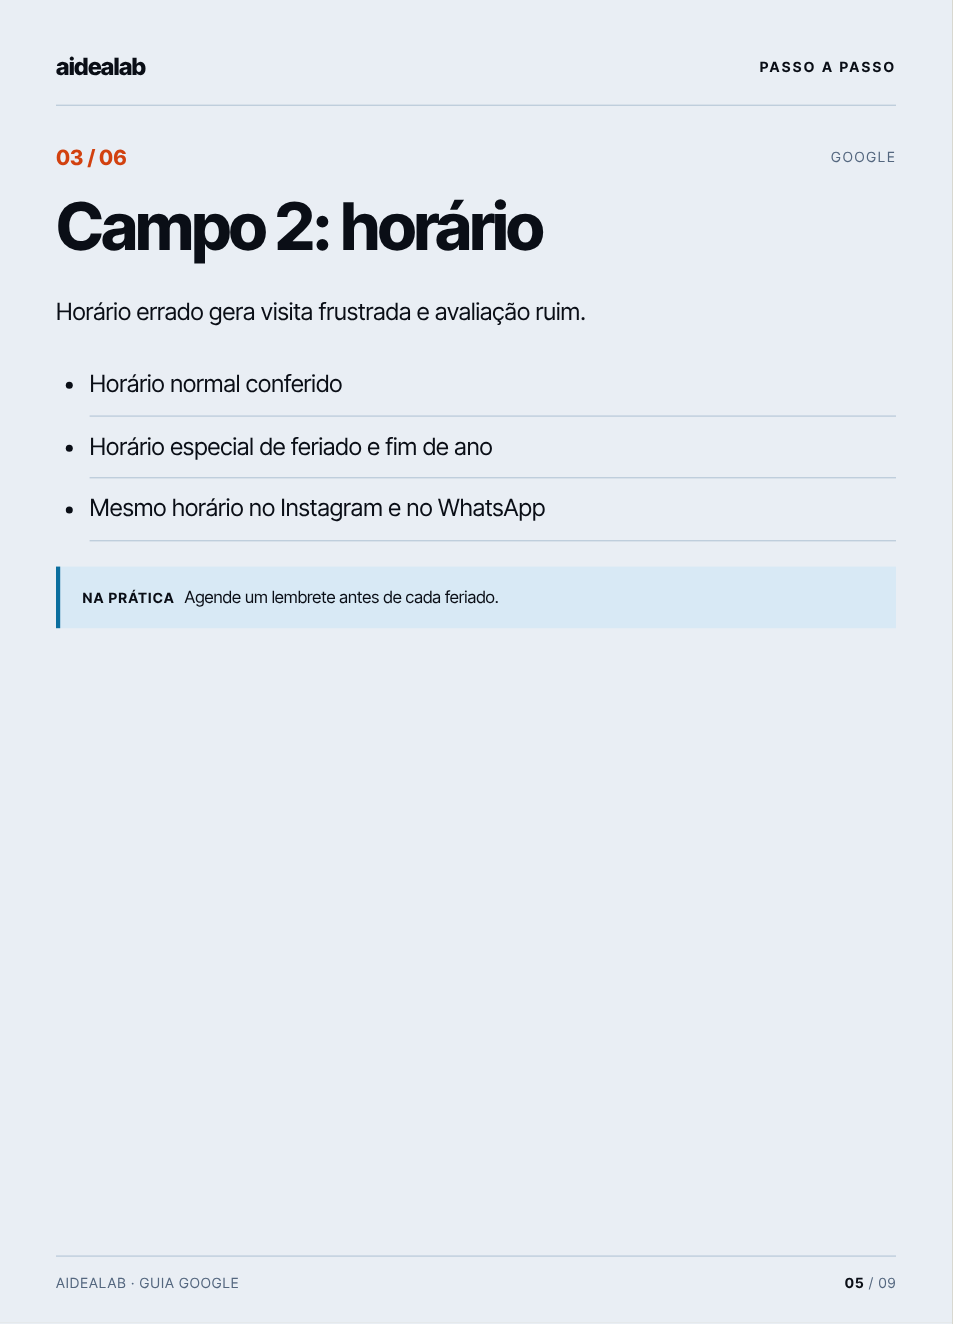 aidealab
PASSO A PASSO
03 / 06
GOOGLE
Campo 2: horário
Horário errado gera visita frustrada e avaliação ruim.
• Horário normal conferido
• Horário especial de feriado e fim de ano
• Mesmo horário no Instagram e no WhatsApp
NA PRÁTICA Agende um lembrete antes de cada feriado.
AIDEALAB · GUIA GOOGLE
05 / 09